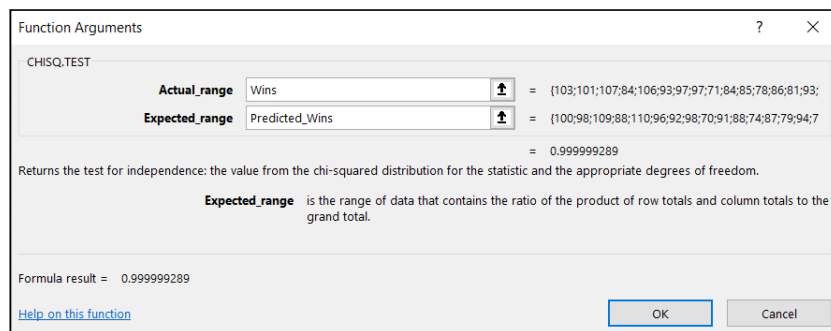 Function Arguments ? ×
CHISQ.TEST
Actual_range Wins = {103;101;107;84;106;93;97;97;71;84;85;78;86;81;93;
Expected_range Predicted_Wins = {100;98;109;88;110;96;92;98;70;91;88;74;87;79;94;7
= 0.999999289
Returns the test for independence: the value from the chi-squared distribution for the statistic and the appropriate degrees of freedom.
Expected_range is the range of data that contains the ratio of the product of row totals and column totals to the
grand total.
Formula result = 0.999999289
Help on this function OK Cancel